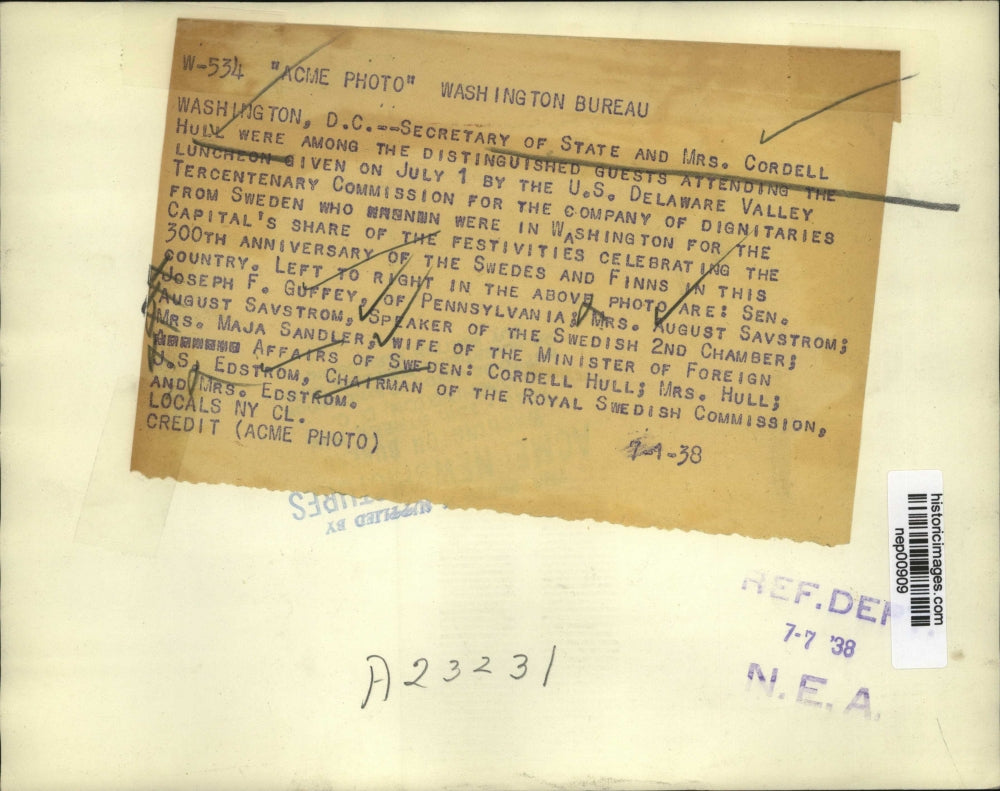 W-534 "ACME PHOTO" WASHINGTON BUREAU
WASHINGTON, D.C.--SECRETARY OF STATE AND MRS. CORDELL
HULL WERE AMONG THE DISTINGUISHED GUESTS ATTENDING THE
LUNCHEON GIVEN ON JULY 1 BY THE U.S. DELAWARE VALLEY
TERCENTENARY COMMISSION FOR THE COMPANY OF DIGNITARIES
FROM SWEDEN WHO WERE IN WASHINGTON FOR THE
CAPITAL'S SHARE OF THE FESTIVITIES CELEBRATING THE
300TH ANNIVERSARY OF THE SWEDES AND FINNS IN THIS
COUNTRY. LEFT TO RIGHT IN THE ABOVE PHOTO ARE: SEN.
JOSEPH F. GUFFEY, OF PENNSYLVANIA; MRS. AUGUST SAVSTROM;
AUGUST SAVSTROM, SPEAKER OF THE SWEDISH 2ND CHAMBER;
MRS. MAJA SANDLER, WIFE OF THE MINISTER OF FOREIGN
AFFAIRS OF SWEDEN: CORDELL HULL; MRS. HULL;
U.S. EDSTROM, CHAIRMAN OF THE ROYAL SWEDISH COMMISSION,
AND MRS. EDSTROM.
LOCALS NY CL.
CREDIT (ACME PHOTO)
7-1-38
SUPPLIED BY
historicimages.com
nep00909
REF. DEPT.
7-7 '38
N.E.A.
A23231